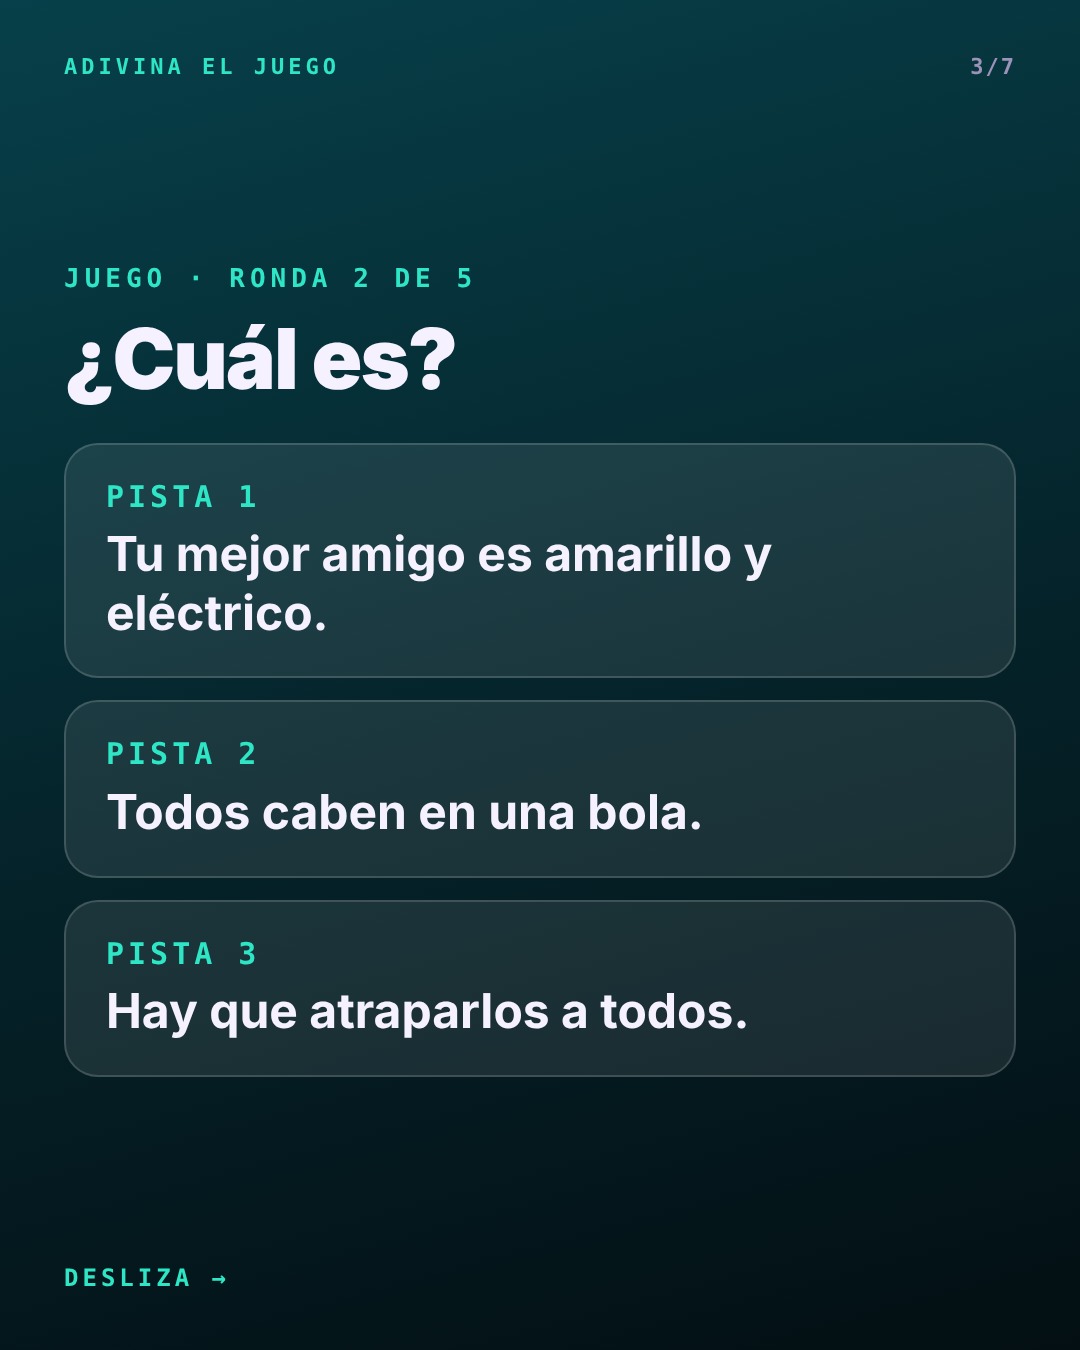 ADIVINA EL JUEGO
3/7
JUEGO · RONDA 2 DE 5
¿Cuál es?
PISTA 1
Tu mejor amigo es amarillo y
eléctrico.
PISTA 2
Todos caben en una bola.
PISTA 3
Hay que atraparlos a todos.
DESLIZA →